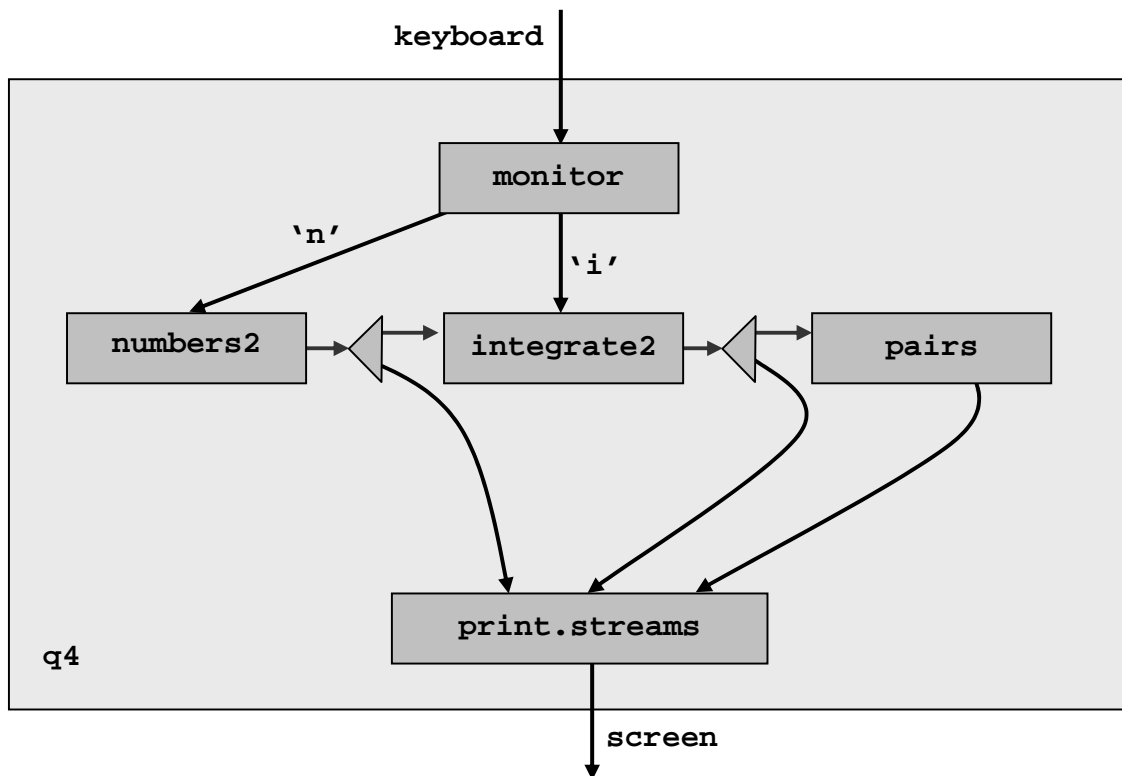 keyboard
monitor
‘n’
‘i’
numbers2
integrate2
pairs
print.streams
q4
screen